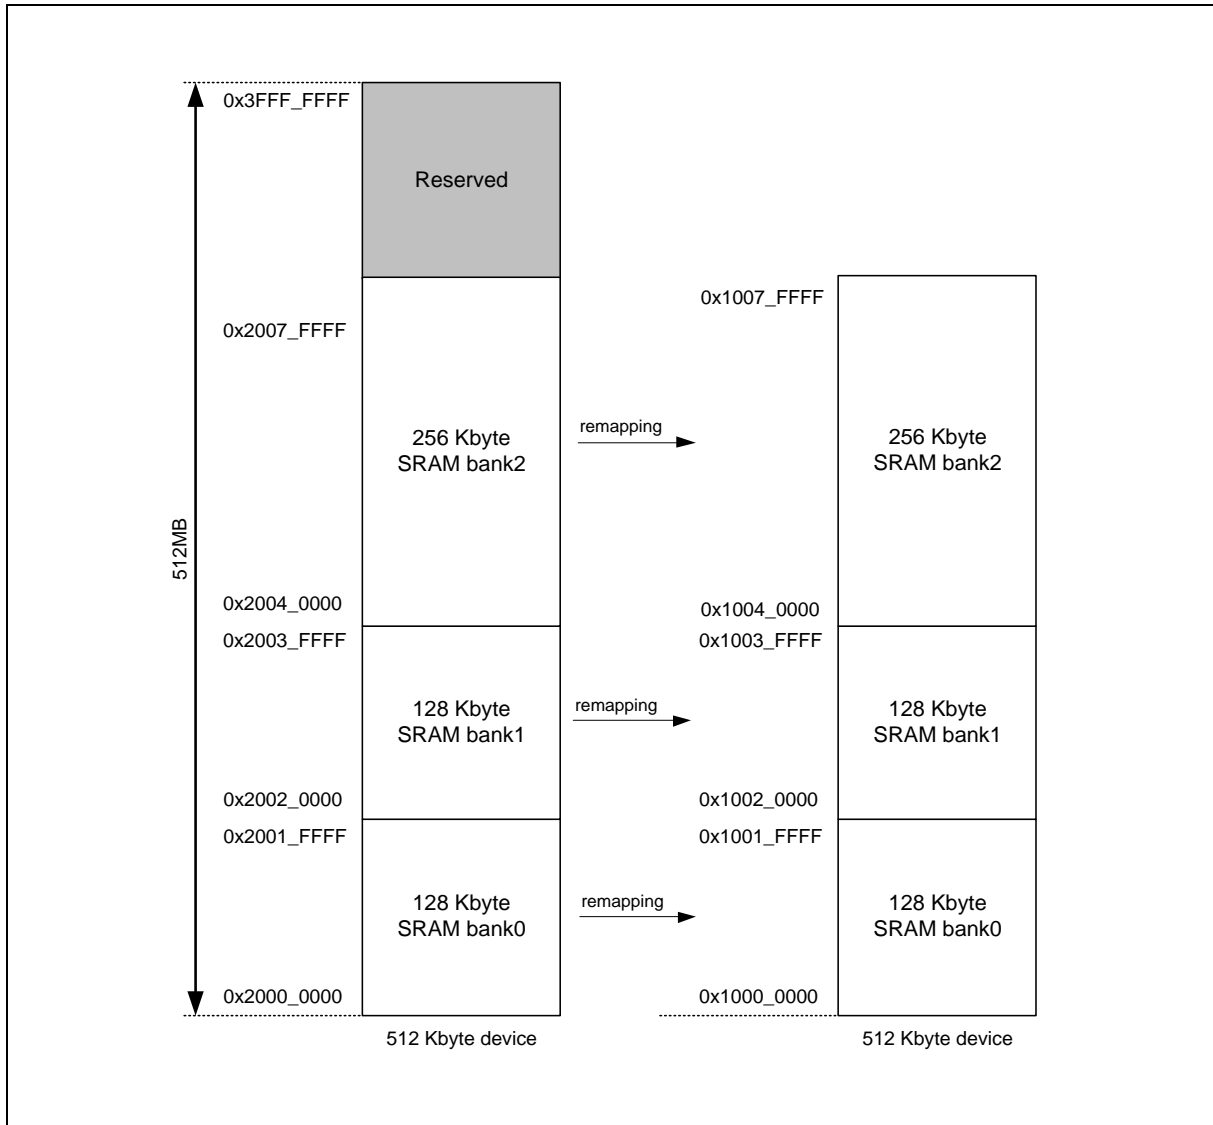 0x3FFF_FFFF
Reserved
0x1007_FFFF
0x2007_FFFF
remapping
256 Kbyte
SRAM bank2
256 Kbyte
SRAM bank2
512MB
0x2004_0000
0x1004_0000
0x2003_FFFF
0x1003_FFFF
128 Kbyte
SRAM bank1
remapping
128 Kbyte
SRAM bank1
0x2002_0000
0x1002_0000
0x2001_FFFF
0x1001_FFFF
128 Kbyte
SRAM bank0
remapping
128 Kbyte
SRAM bank0
0x2000_0000
0x1000_0000
512 Kbyte device
512 Kbyte device